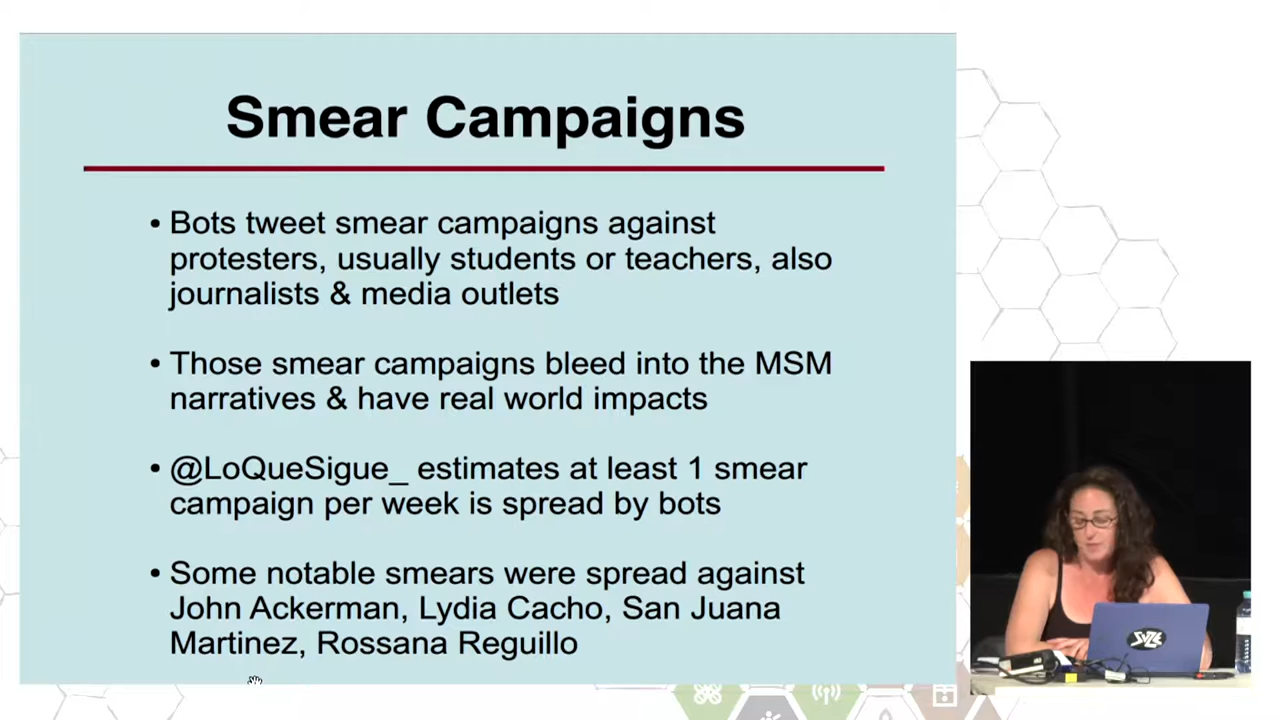 Smear Campaigns
• Bots tweet smear campaigns against
protesters, usually students or teachers, also
journalists & media outlets
• Those smear campaigns bleed into the MSM
narratives & have real world impacts
• @LoQueSigue_ estimates at least 1 smear
campaign per week is spread by bots
• Some notable smears were spread against
John Ackerman, Lydia Cacho, San Juana
Martinez, Rossana Reguillo